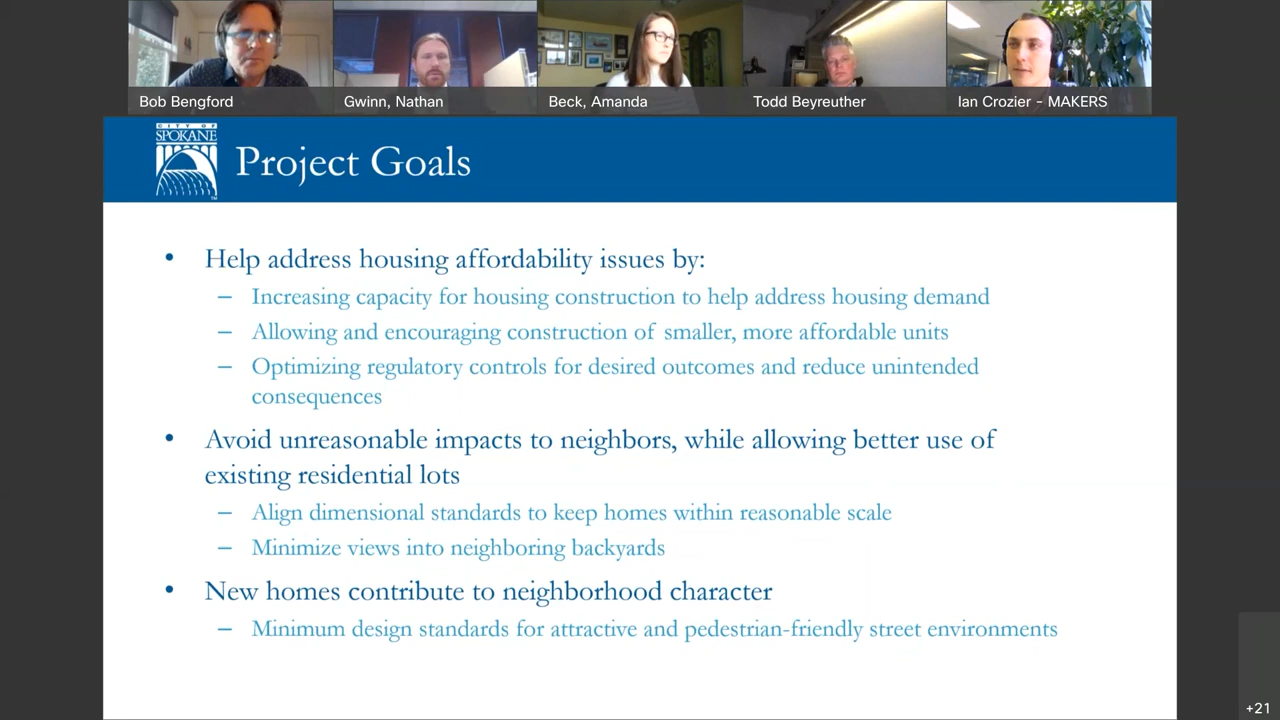 Bob Bengford
Gwinn, Nathan
Beck, Amanda
Todd Beyreuther
Ian Crozier - MAKERS
CITY OF
SPOKANE
TM
Project Goals
• Help address housing affordability issues by:
– Increasing capacity for housing construction to help address housing demand
– Allowing and encouraging construction of smaller, more affordable units
– Optimizing regulatory controls for desired outcomes and reduce unintended
consequences
• Avoid unreasonable impacts to neighbors, while allowing better use of
existing residential lots
– Align dimensional standards to keep homes within reasonable scale
– Minimize views into neighboring backyards
• New homes contribute to neighborhood character
– Minimum design standards for attractive and pedestrian-friendly street environments
+21